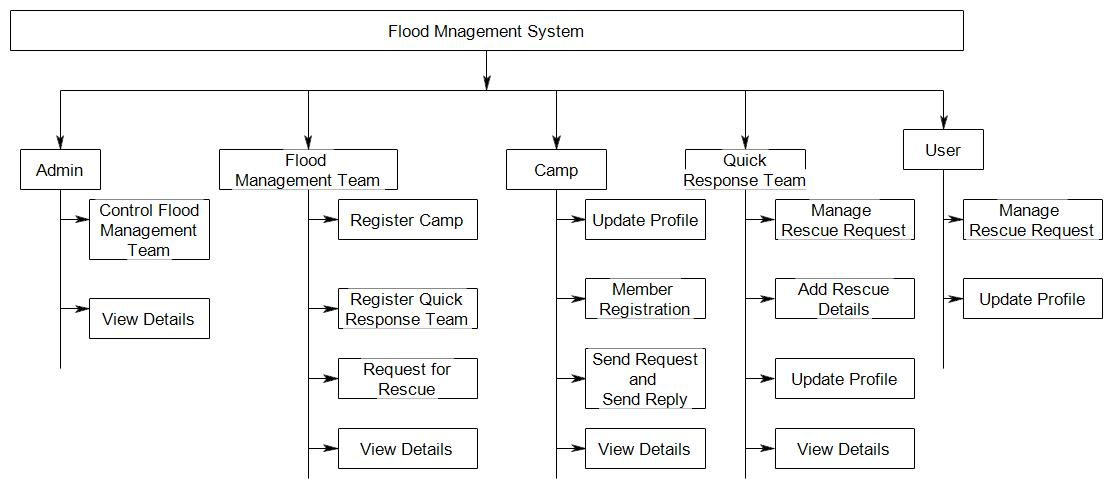 Flood Mnagement System
Admin
Control Flood
Management
Team
View Details
Flood
Management Team
Register Camp
Register Quick
Response Team
Request for
Rescue
View Details
Camp
Update Profile
Member
Registration
Send Request
and
Send Reply
View Details
Quick
Response Team
Manage
Rescue Request
Add Rescue
Details
Update Profile
View Details
User
Manage
Rescue Request
Update Profile